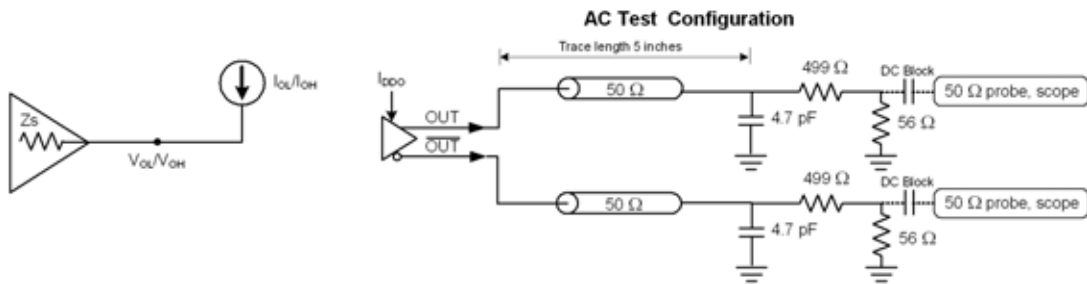 AC Test Configuration
Trace length 5 inches
I_OL/I_OH
Zs
V_OL/V_OH
I_DDO
OUT
OUT
50 Ω
4.7 pF
499 Ω
56 Ω
DC Block
50 Ω probe, scope
50 Ω
4.7 pF
499 Ω
56 Ω
DC Block
50 Ω probe, scope